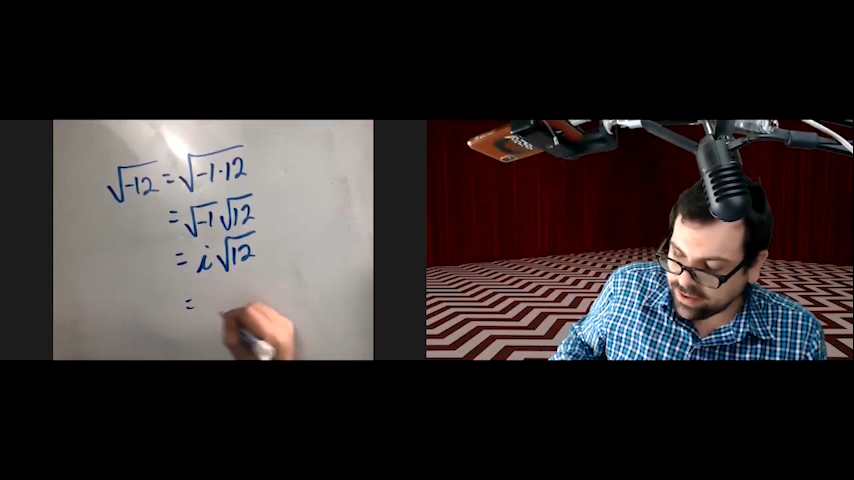 √-12 = √-1·12
= √-1 √12
= i √12
=